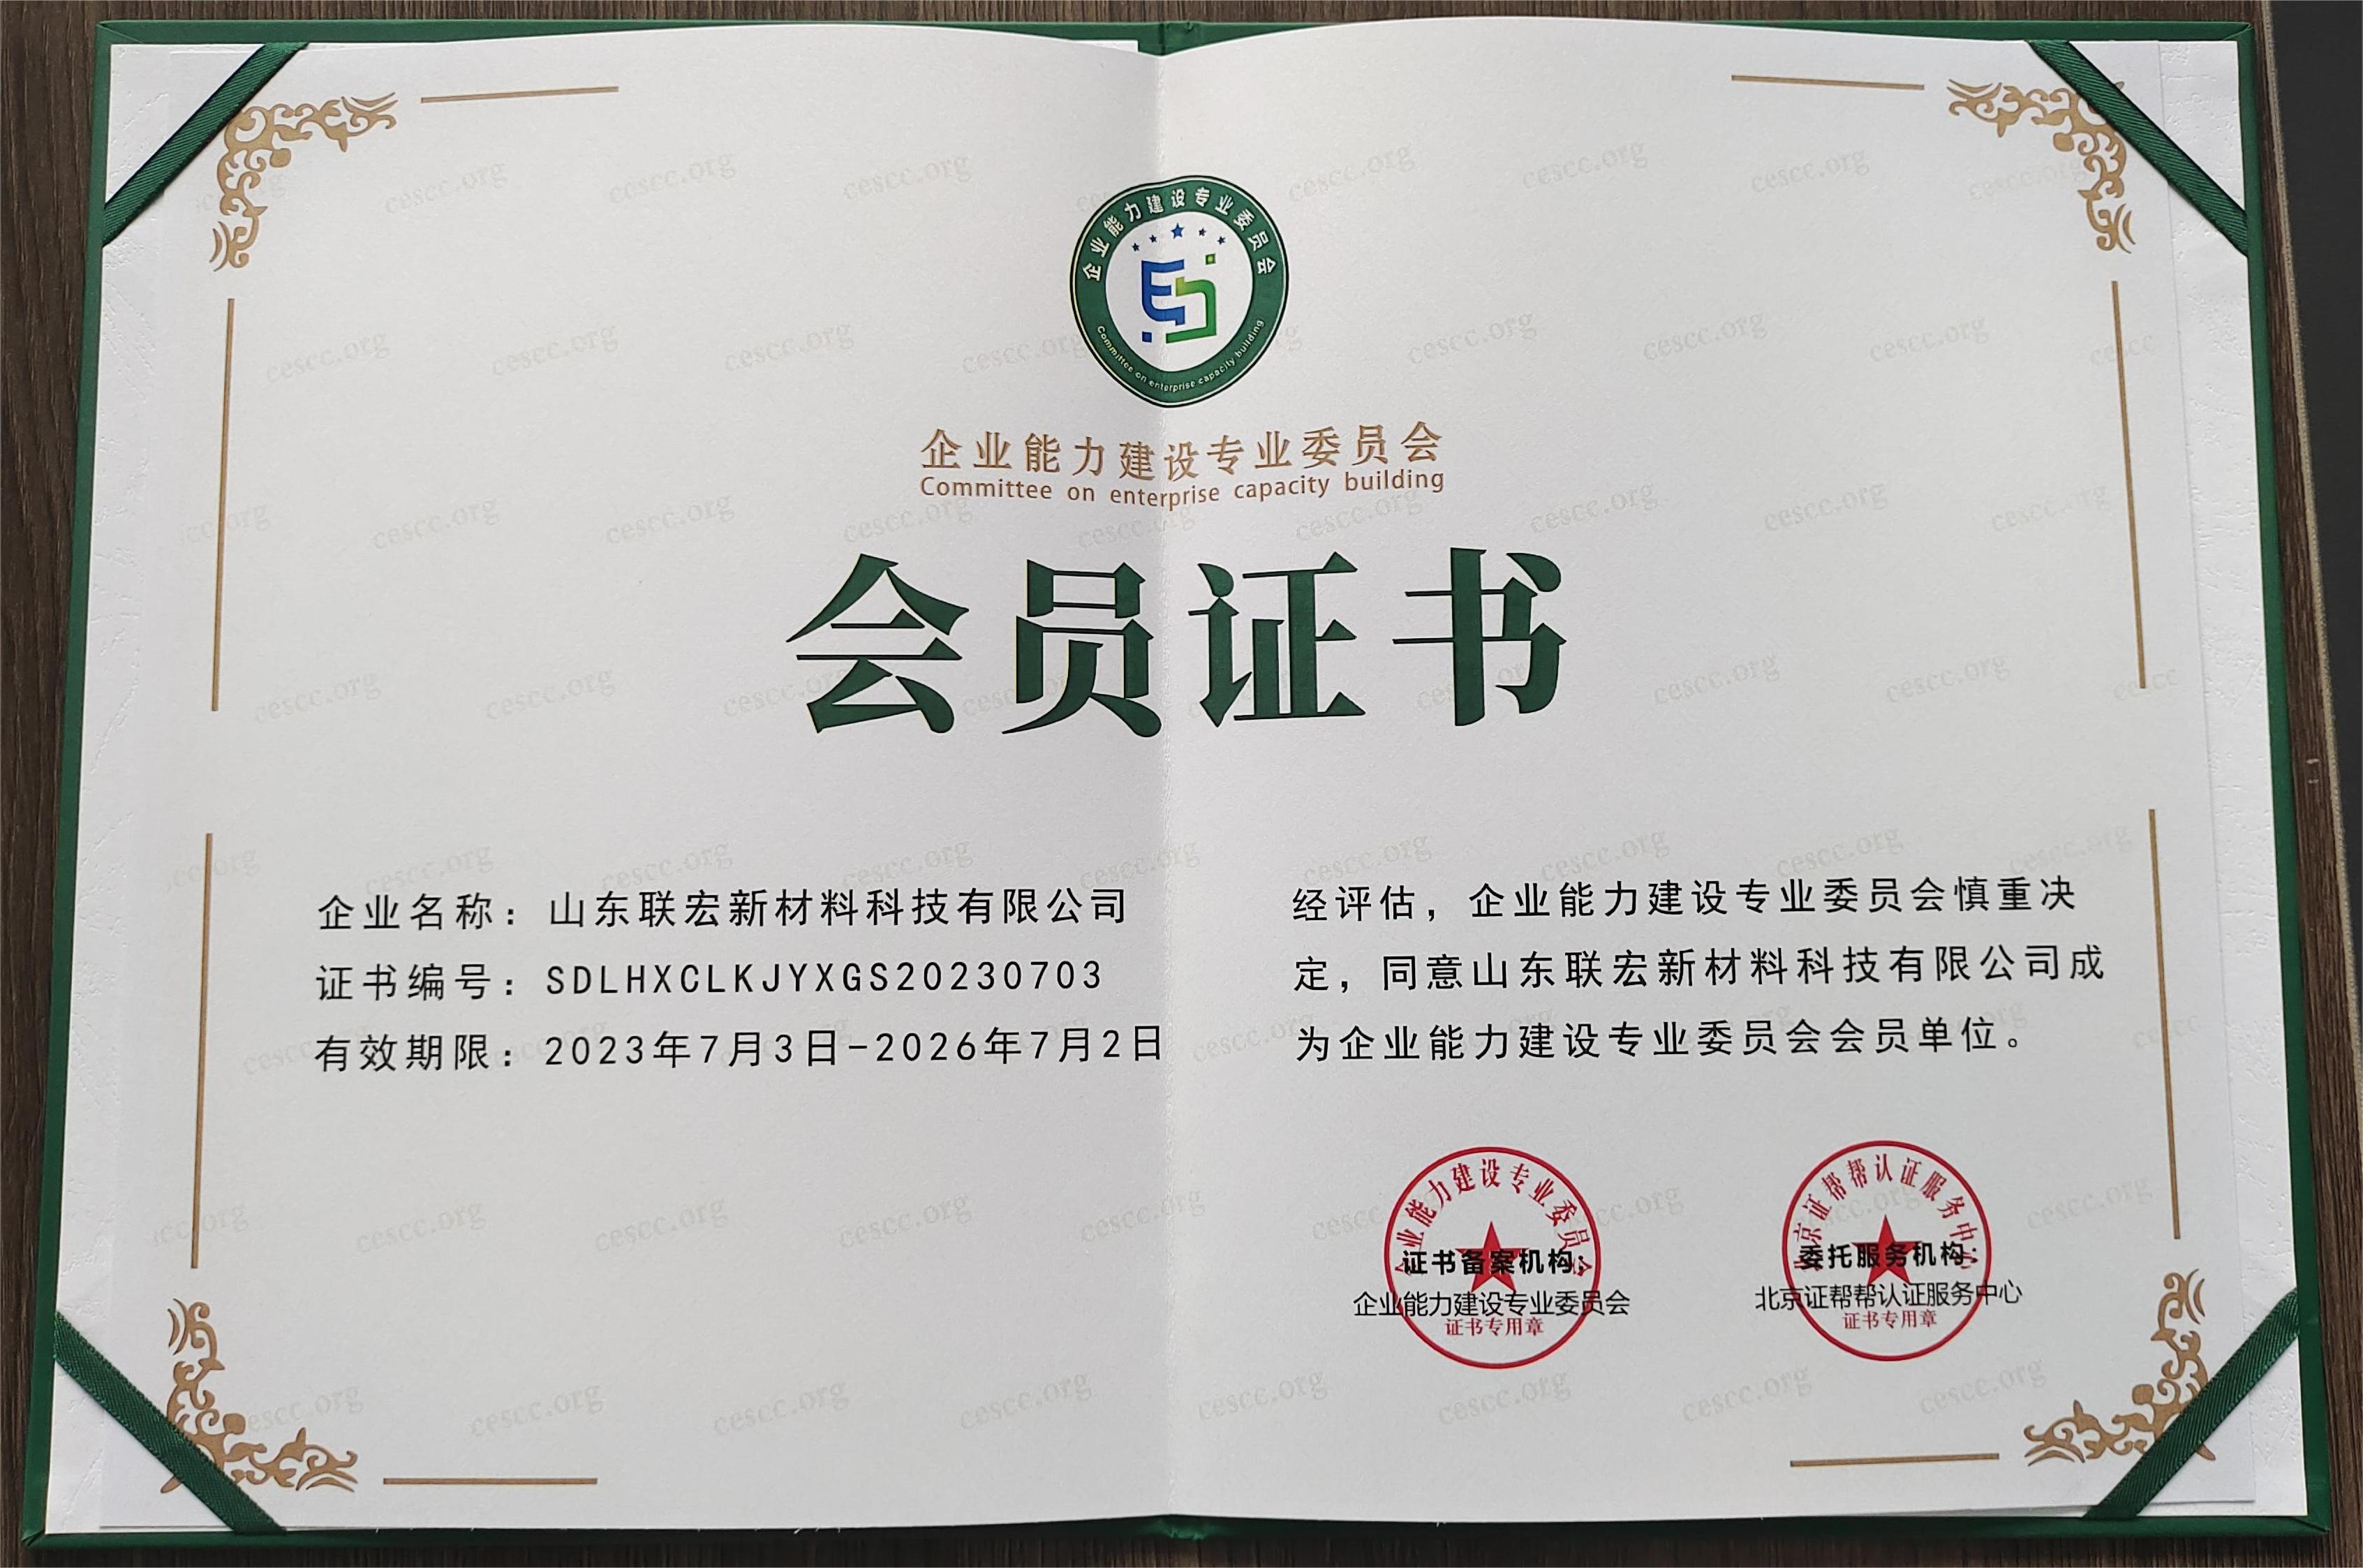 企业能力建设专业委员会
Committee on enterprise capacity building
企业能力建设专业委员会
Committee on enterprise capacity building
会员证书
企业名称：山东联宏新材料科技有限公司
证书编号：SDLHXCLKJYXGS20230703
有效期限：2023年7月3日-2026年7月2日
经评估，企业能力建设专业委员会慎重决
定，同意山东联宏新材料科技有限公司成
为企业能力建设专业委员会会员单位。
企业能力建设专业委员会
证书备案机构：
企业能力建设专业委员会
证书专用章
北京证帮帮认证服务中心
委托服务机构：
北京证帮帮认证服务中心
证书专用章
cescc.org